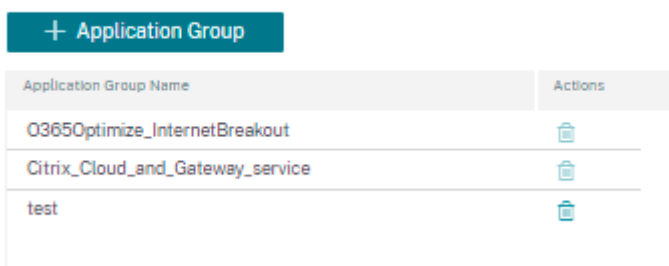 + Application Group
Application Group Name Actions
O365Optimize_InternetBreakout
Citrix_Cloud_and_Gateway_service
test